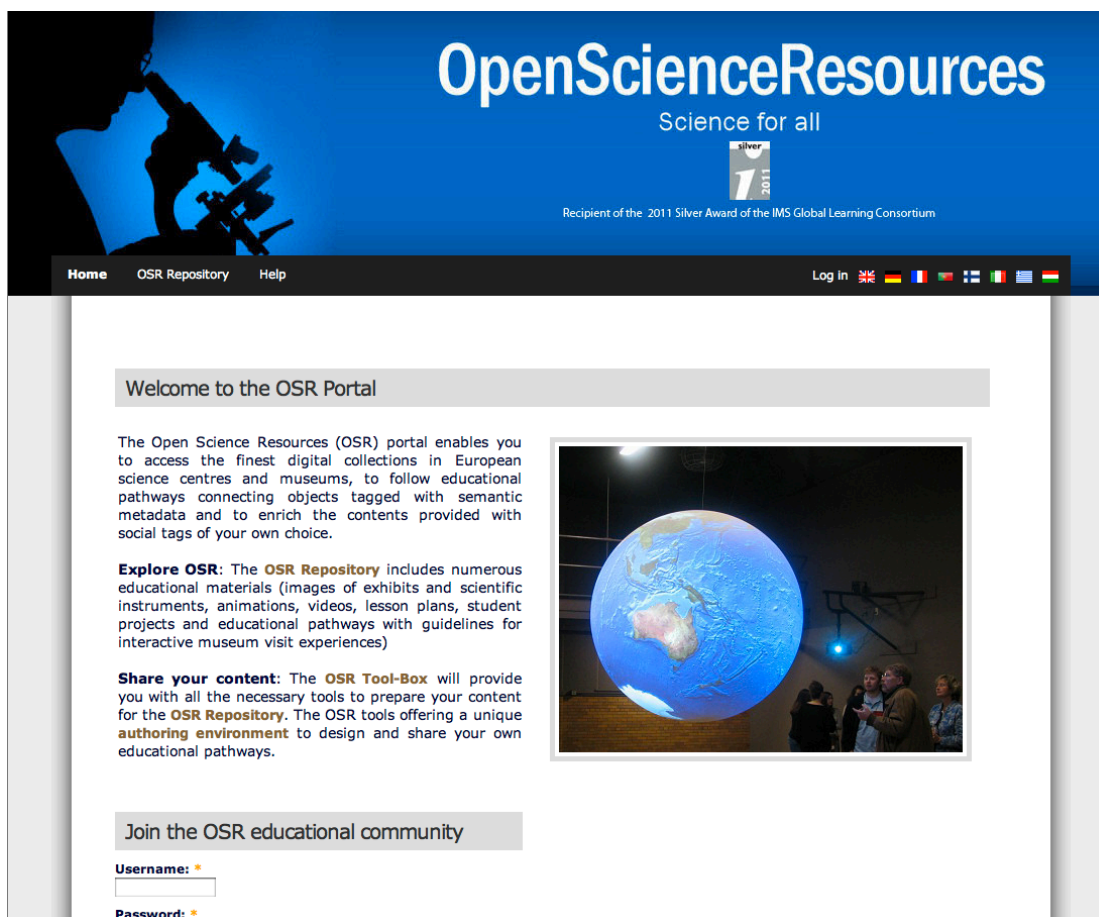 OpenScienceResources
Science for all
silver
2011
Recipient of the 2011 Silver Award of the IMS Global Learning Consortium
Home OSR Repository Help Log in
Welcome to the OSR Portal
The Open Science Resources (OSR) portal enables you
to access the finest digital collections in European
science centres and museums, to follow educational
pathways connecting objects tagged with semantic
metadata and to enrich the contents provided with
social tags of your own choice.
Explore OSR: The OSR Repository includes numerous
educational materials (images of exhibits and scientific
instruments, animations, videos, lesson plans, student
projects and educational pathways with guidelines for
interactive museum visit experiences)
Share your content: The OSR Tool-Box will provide
you with all the necessary tools to prepare your content
for the OSR Repository. The OSR tools offering a unique
authoring environment to design and share your own
educational pathways.
Join the OSR educational community
Username: *
Password: *